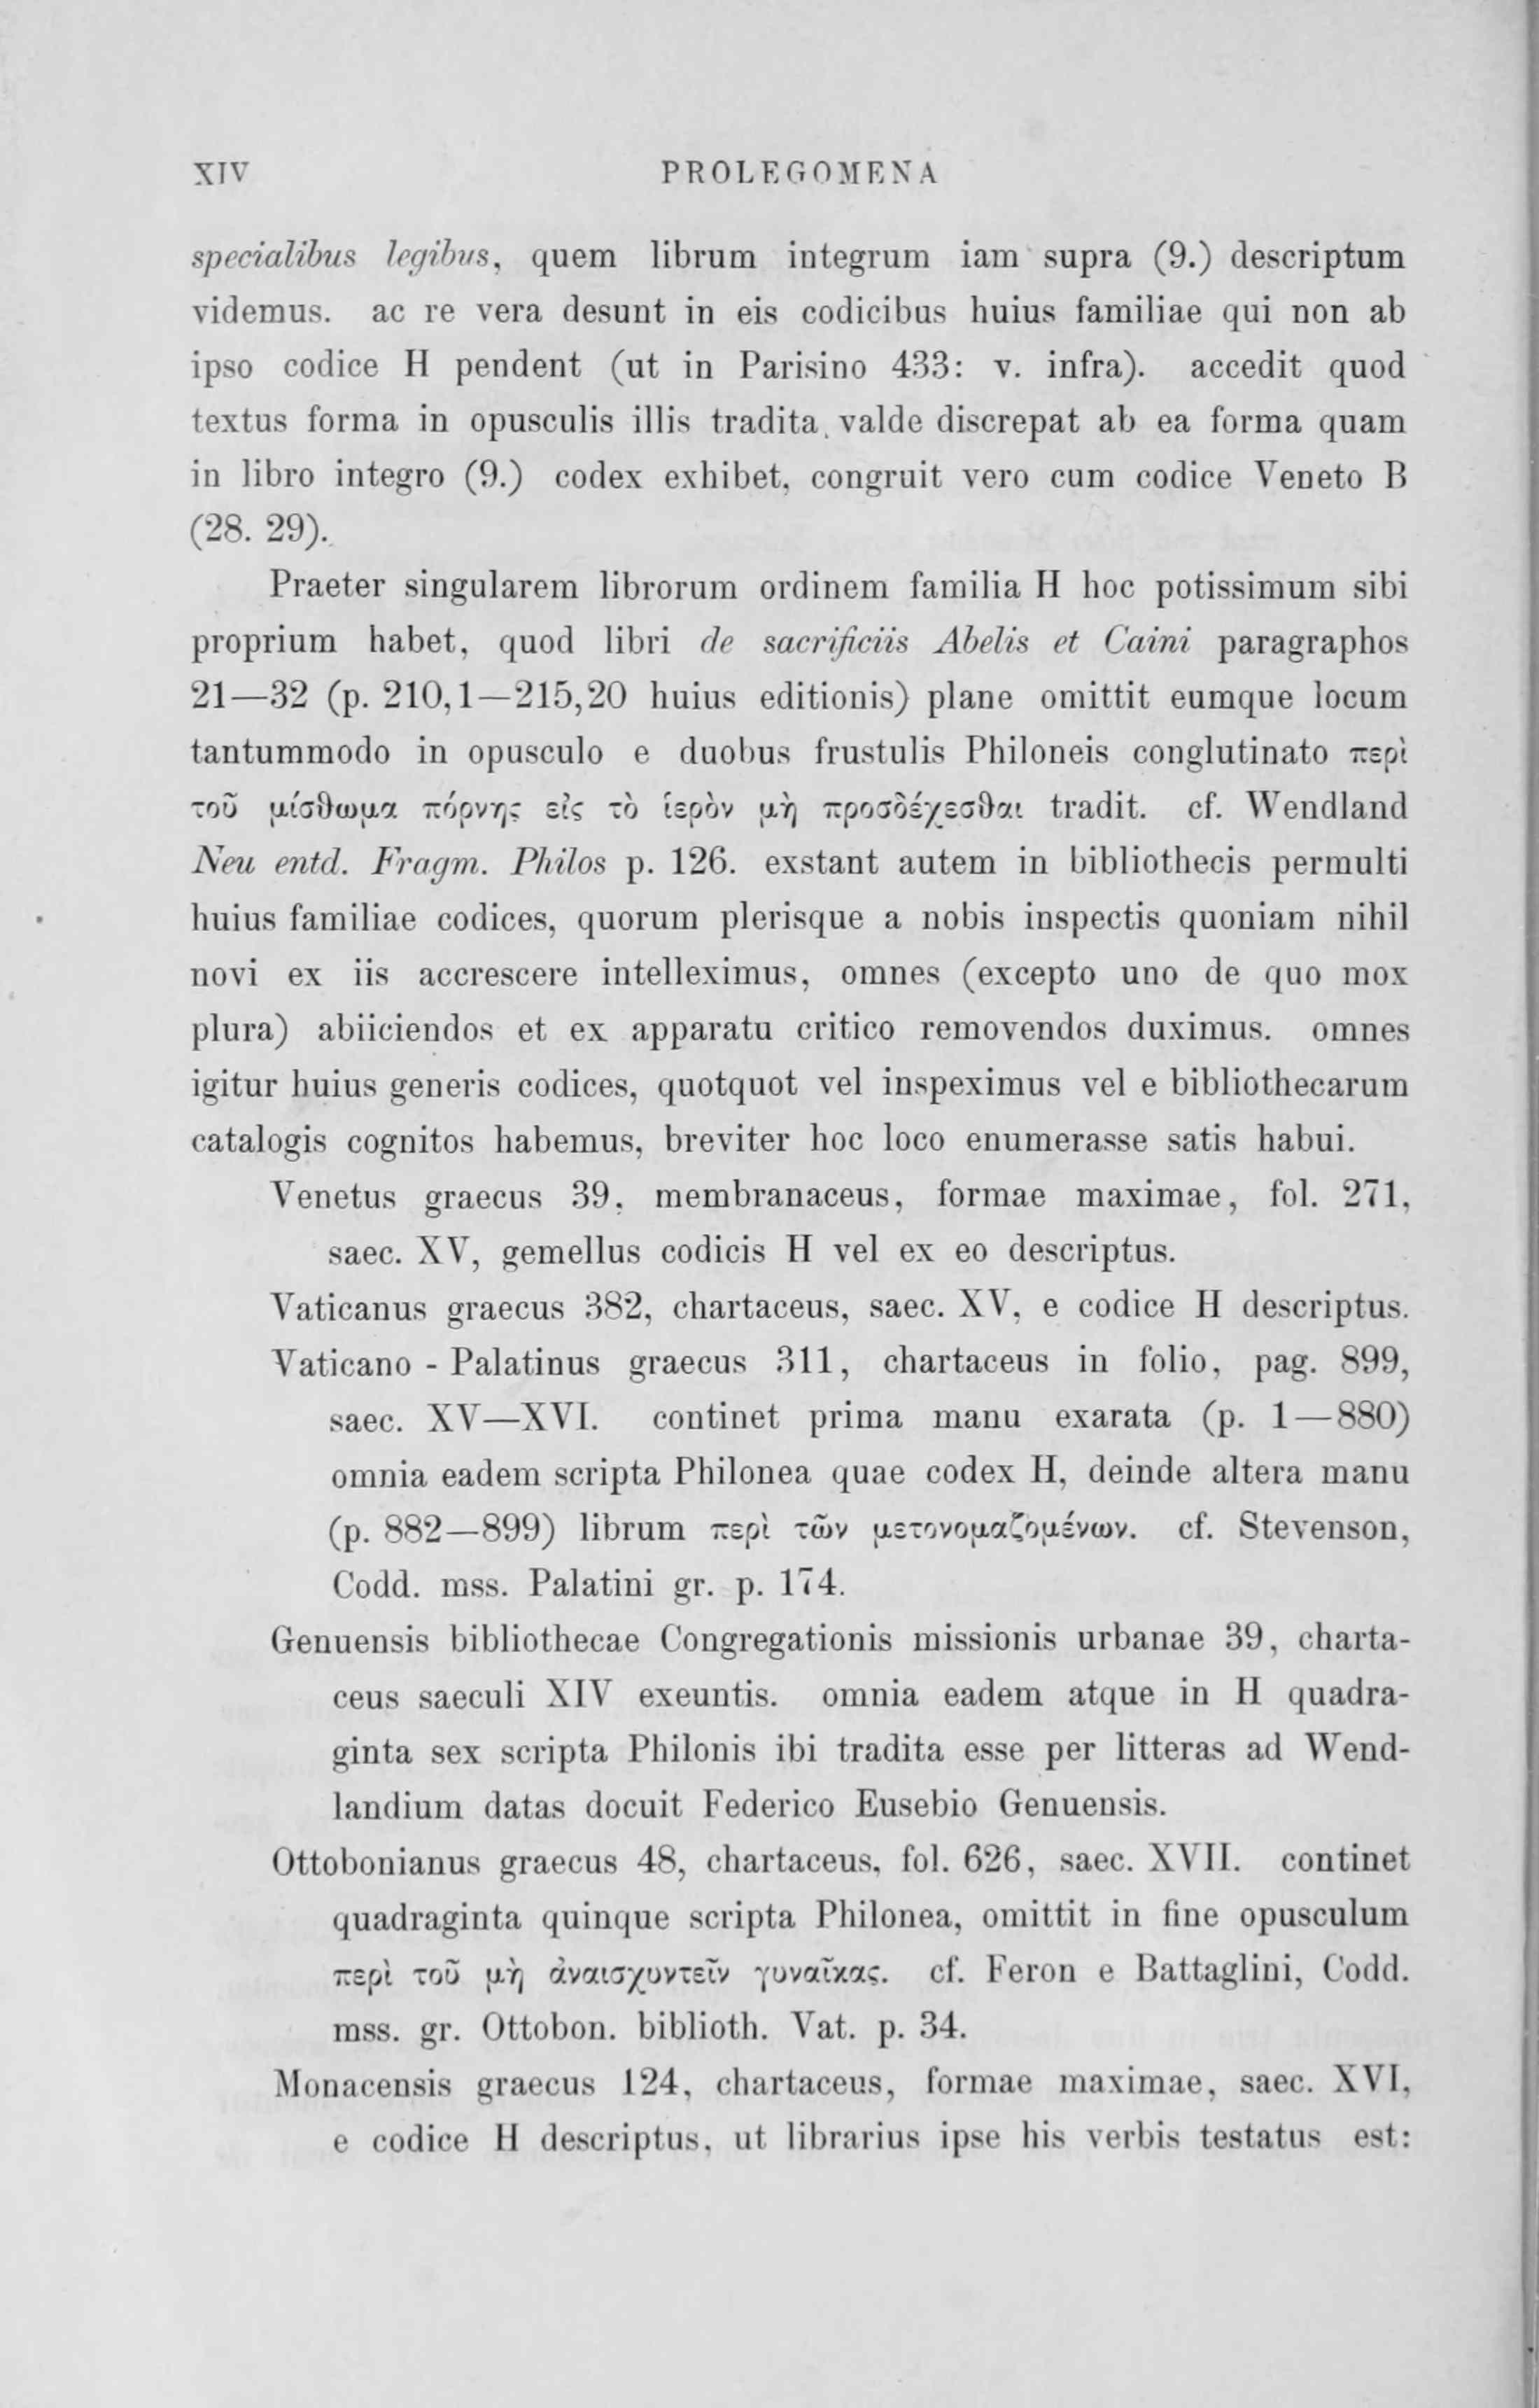 XIV PROLEGOMENA
specialibus legibus, quem librum integrum iam supra (9.) descriptum
videmus. ac re vera desunt in eis codicibus huius familiae qui non ab
ipso codice H pendent (ut in Parisino 433: v. infra). accedit quod
textus forma in opusculis illis tradita valde discrepat ab ea forma quam
in libro integro (9.) codex exhibet, congruit vero cum codice Veneto B
(28. 29).
Praeter singularem librorum ordinem familia H hoc potissimum sibi
proprium habet, quod libri de sacrificiis Abelis et Caini paragraphos
21—32 (p. 210,1—215,20 huius editionis) plane omittit eumque locum
tantummodo in opusculo e duobus frustulis Philoneis conglutinato περὶ
τοῦ μίσθωμα πόρνης εἰς τὸ ἱερὸν μὴ προσδέχεσθαι tradit. cf. Wendland
Neu entd. Fragm. Philos p. 126. exstant autem in bibliothecis permulti
huius familiae codices, quorum plerisque a nobis inspectis quoniam nihil
novi ex iis accrescere intelleximus, omnes (excepto uno de quo mox
plura) abiiciendos et ex apparatu critico removendos duximus. omnes
igitur huius generis codices, quotquot vel inspeximus vel e bibliothecarum
catalogis cognitos habemus, breviter hoc loco enumerasse satis habui.
Venetus graecus 39, membranaceus, formae maximae, fol. 271,
saec. XV, gemellus codicis H vel ex eo descriptus.
Vaticanus graecus 382, chartaceus, saec. XV, e codice H descriptus.
Vaticano - Palatinus graecus 311, chartaceus in folio, pag. 899,
saec. XV—XVI. continet prima manu exarata (p. 1—880)
omnia eadem scripta Philonea quae codex H, deinde altera manu
(p. 882—899) librum περὶ τῶν μετονομαζομένων. cf. Stevenson,
Codd. mss. Palatini gr. p. 174.
Genuensis bibliothecae Congregationis missionis urbanae 39, charta-
ceus saeculi XIV exeuntis. omnia eadem atque in H quadra-
ginta sex scripta Philonis ibi tradita esse per litteras ad Wend-
landium datas docuit Federico Eusebio Genuensis.
Ottobonianus graecus 48, chartaceus, fol. 626, saec. XVII. continet
quadraginta quinque scripta Philonea, omittit in fine opusculum
περὶ τοῦ μὴ ἀναισχυντεῖν γυναῖκας. cf. Feron e Battaglini, Codd.
mss. gr. Ottobon. biblioth. Vat. p. 34.
Monacensis graecus 124, chartaceus, formae maximae, saec. XVI,
e codice H descriptus, ut librarius ipse his verbis testatus est: